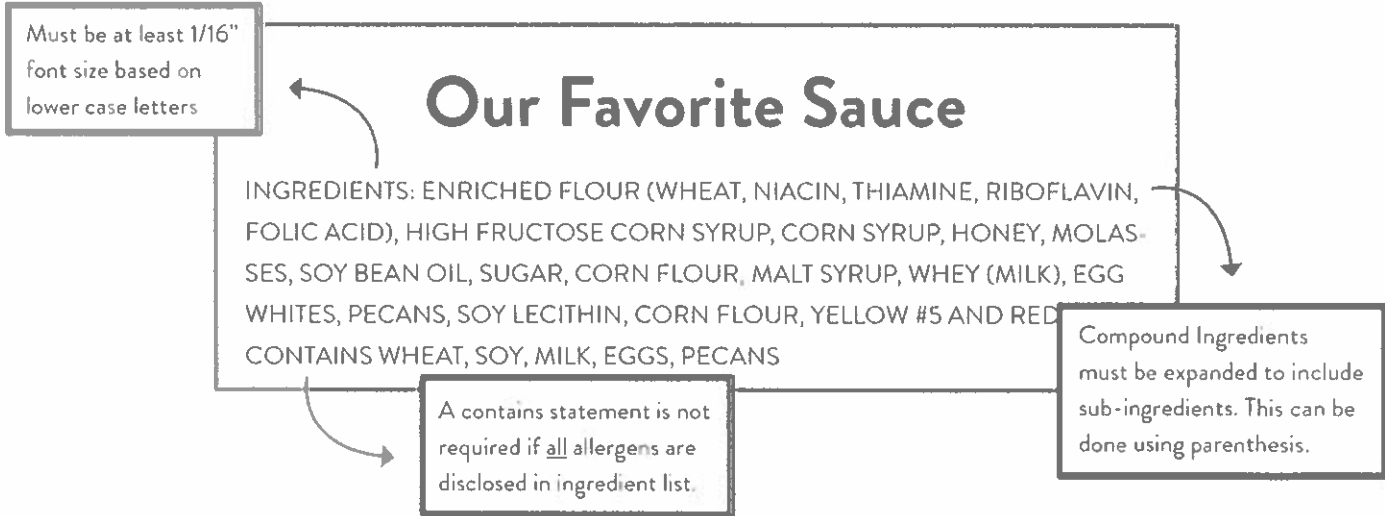 Must be at least 1/16"
font size based on
lower case letters
Our Favorite Sauce
INGREDIENTS: ENRICHED FLOUR (WHEAT, NIACIN, THIAMINE, RIBOFLAVIN,
FOLIC ACID), HIGH FRUCTOSE CORN SYRUP, CORN SYRUP, HONEY, MOLAS-
SES, SOY BEAN OIL, SUGAR, CORN FLOUR, MALT SYRUP, WHEY (MILK), EGG
WHITES, PECANS, SOY LECITHIN, CORN FLOUR, YELLOW #5 AND RED
CONTAINS WHEAT, SOY, MILK, EGGS, PECANS
A contains statement is not
required if all allergens are
disclosed in ingredient list.
Compound Ingredients
must be expanded to include
sub-ingredients. This can be
done using parenthesis.